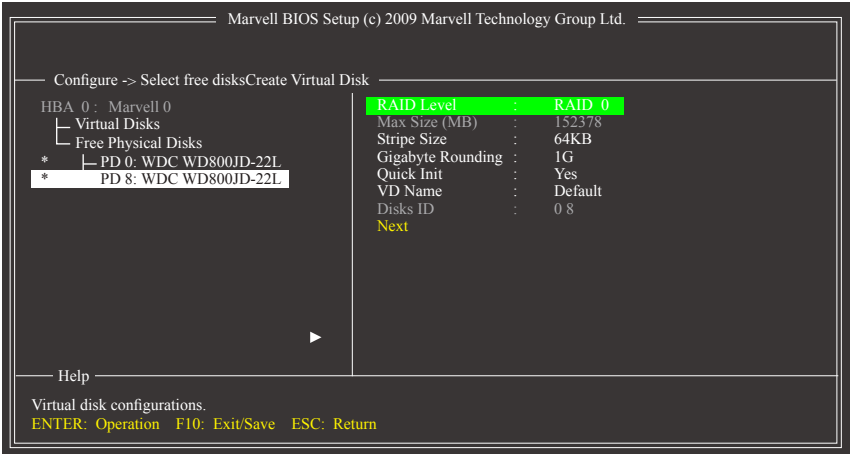 Marvell BIOS Setup (c) 2009 Marvell Technology Group Ltd.
Configure -> Select free disksCreate Virtual Disk
HBA 0 : Marvell 0
Virtual Disks
Free Physical Disks
* PD 0: WDC WD800JD-22L
* PD 8: WDC WD800JD-22L
RAID Level : RAID 0
Max Size (MB) : 152378
Stripe Size : 64KB
Gigabyte Rounding : 1G
Quick Init : Yes
VD Name : Default
Disks ID : 0 8
Next
Help
Virtual disk configurations.
ENTER: Operation F10: Exit/Save ESC: Return